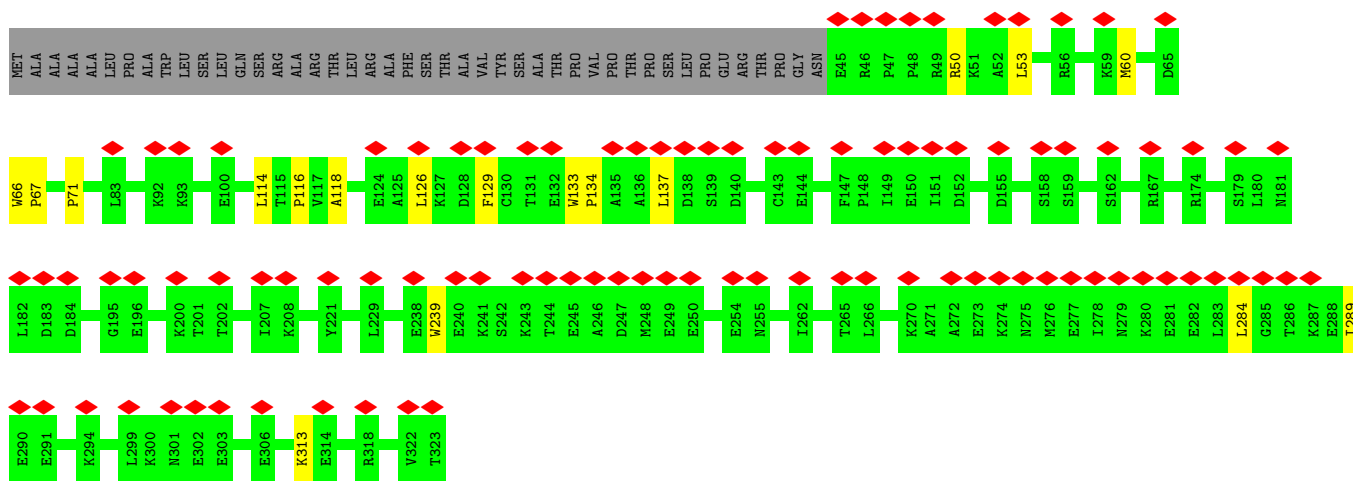 MET ALA ALA ALA ALA LEU PRO ALA TRP LEU SER LEU GLN SER ARG ALA ARG THR LEU ARG ALA PHE SER THR ALA VAL TYR SER ALA THR PRO VAL PRO THR PRO SER LEU PRO GLU ARG THR PRO GLY ASN E45 R46 P47 P48 R49 R50 K51 A52 L53 R56 K59 M60 D65
W66 P67 P71 L83 K92 K93 E100 L114 T115 P116 V117 A118 E124 A125 L126 K127 D128 F129 C130 T131 E132 W133 P134 A135 A136 L137 D138 S139 D140 C143 E144 F147 P148 I149 E150 I151 D152 D155 S158 S159 S162 R167 R174 S179 L180 N181
L182 D183 D184 G195 E196 K200 T201 T202 I207 K208 Y221 L229 E238 W239 E240 K241 S242 K243 T244 E245 A246 D247 M248 E249 E250 E254 N255 I262 T265 L266 K270 A271 A272 E273 K274 N275 M276 E277 I278 N279 K280 E281 E282 L283 L284 G285 T286 K287 E288 I289
E290 E291 K294 L299 K300 N301 E302 E303 E306 K313 E314 R318 V322 T323